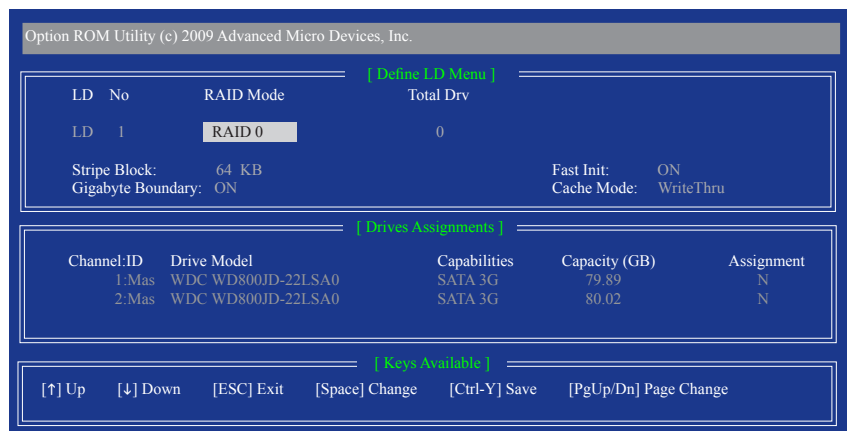 Option ROM Utility (c) 2009 Advanced Micro Devices, Inc.
[ Define LD Menu ]
LD No RAID Mode Total Drv
LD 1 RAID 0 0
Stripe Block: 64 KB Fast Init: ON
Gigabyte Boundary: ON Cache Mode: WriteThru
[ Drives Assignments ]
Channel:ID Drive Model Capabilities Capacity (GB) Assignment
1:Mas WDC WD800JD-22LSA0 SATA 3G 79.89 N
2:Mas WDC WD800JD-22LSA0 SATA 3G 80.02 N
[ Keys Available ]
[↑] Up [↓] Down [ESC] Exit [Space] Change [Ctrl-Y] Save [PgUp/Dn] Page Change